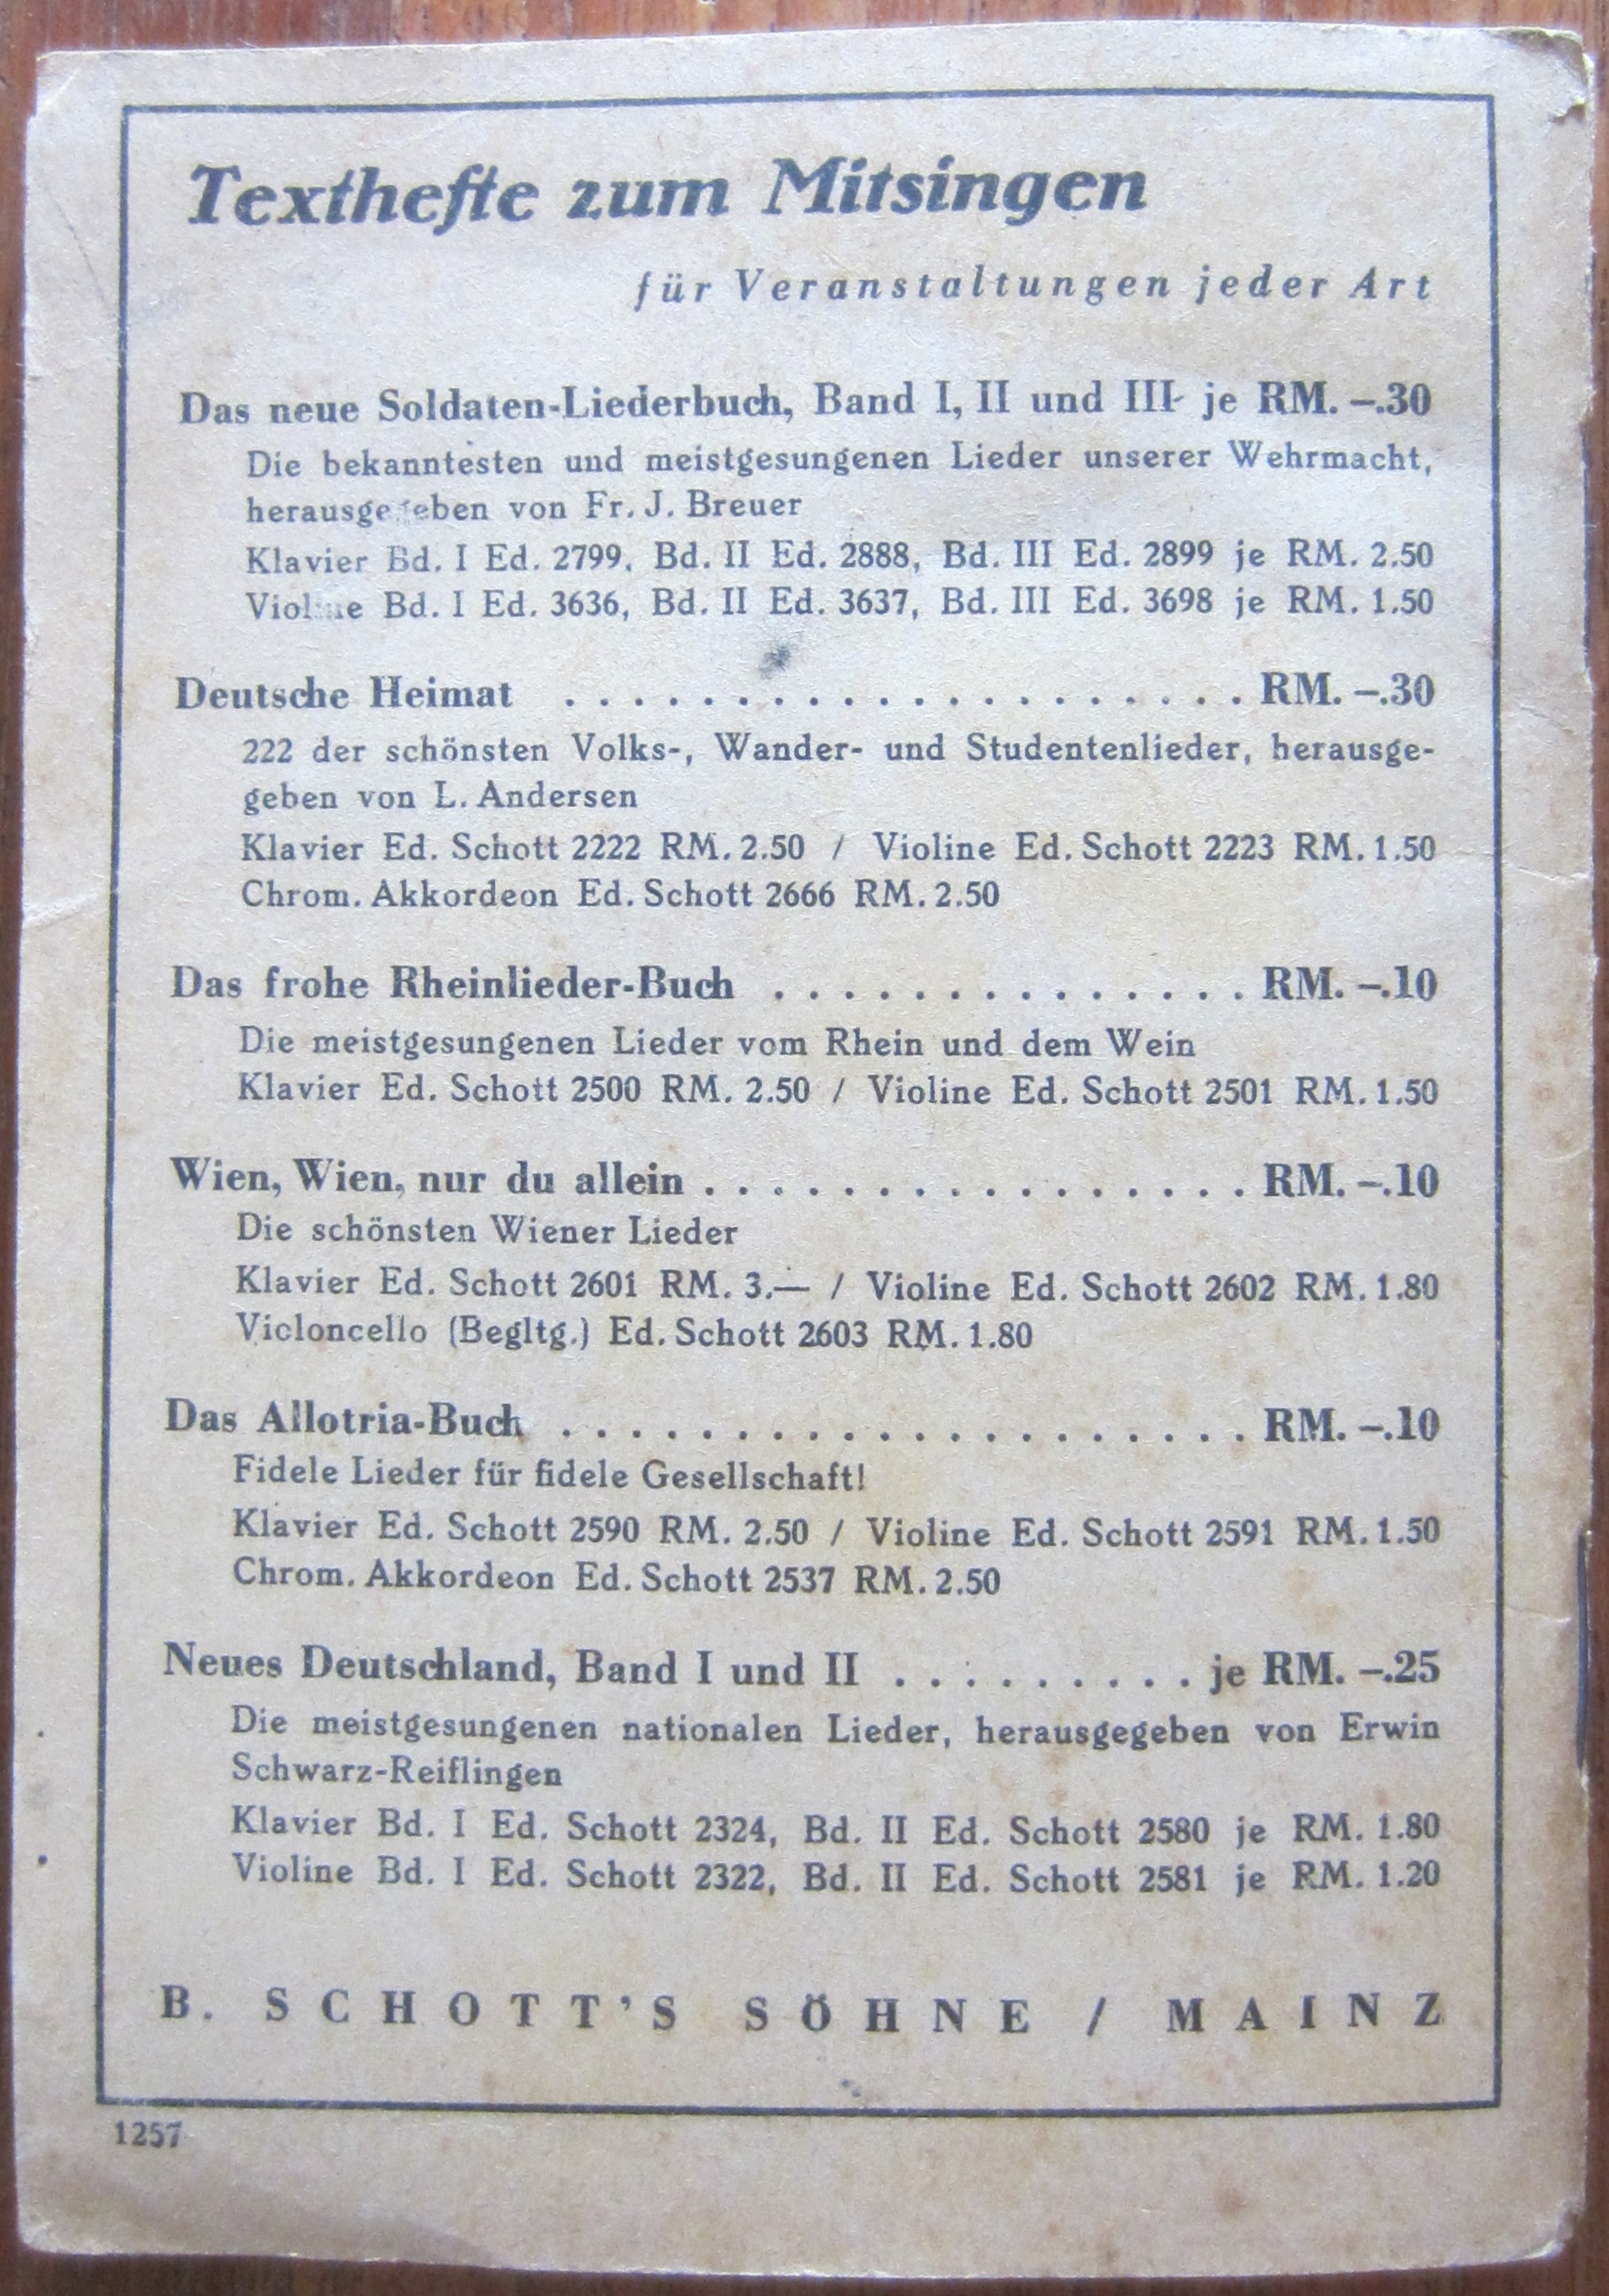 Texthefte zum Mitsingen
für Veranstaltungen jeder Art
Das neue Soldaten-Liederbuch, Band I, II und III je RM. –.30
Die bekanntesten und meistgesungenen Lieder unserer Wehrmacht,
herausgegeben von Fr. J. Breuer
Klavier Bd. I Ed. 2799, Bd. II Ed. 2888, Bd. III Ed. 2899 je RM. 2.50
Violine Bd. I Ed. 3636, Bd. II Ed. 3637, Bd. III Ed. 3698 je RM. 1.50
Deutsche Heimat . . . . . . . . . . . . . . . . . . . . RM. –.30
222 der schönsten Volks-, Wander- und Studentenlieder, herausge-
geben von L. Andersen
Klavier Ed. Schott 2222 RM. 2.50 / Violine Ed. Schott 2223 RM. 1.50
Chrom. Akkordeon Ed. Schott 2666 RM. 2.50
Das frohe Rheinlieder-Buch . . . . . . . . . . . . . . RM. –.10
Die meistgesungenen Lieder vom Rhein und dem Wein
Klavier Ed. Schott 2500 RM. 2.50 / Violine Ed. Schott 2501 RM. 1.50
Wien, Wien, nur du allein . . . . . . . . . . . . . . . . RM. –.10
Die schönsten Wiener Lieder
Klavier Ed. Schott 2601 RM. 3.— / Violine Ed. Schott 2602 RM. 1.80
Violoncello (Begltg.) Ed. Schott 2603 RM. 1.80
Das Allotria-Buch . . . . . . . . . . . . . . . . . . . . RM. –.10
Fidele Lieder für fidele Gesellschaft!
Klavier Ed. Schott 2590 RM. 2.50 / Violine Ed. Schott 2591 RM. 1.50
Chrom. Akkordeon Ed. Schott 2537 RM. 2.50
Neues Deutschland, Band I und II . . . . . . . . . je RM. –.25
Die meistgesungenen nationalen Lieder, herausgegeben von Erwin
Schwarz-Reiflingen
Klavier Bd. I Ed. Schott 2324, Bd. II Ed. Schott 2580 je RM. 1.80
Violine Bd. I Ed. Schott 2322, Bd. II Ed. Schott 2581 je RM. 1.20
B. SCHOTT'S SÖHNE / MAINZ
1257